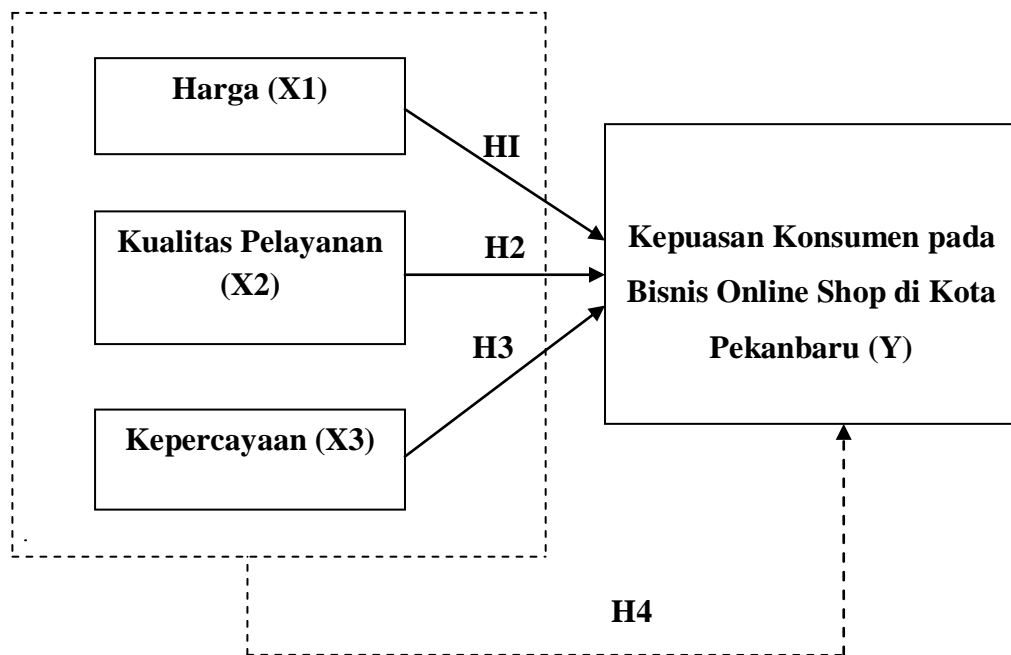 Harga (X1)
HI
Kualitas Pelayanan
(X2)
H2
Kepuasan Konsumen pada
Bisnis Online Shop di Kota
Pekanbaru (Y)
H3
Kepercayaan (X3)
.
H4